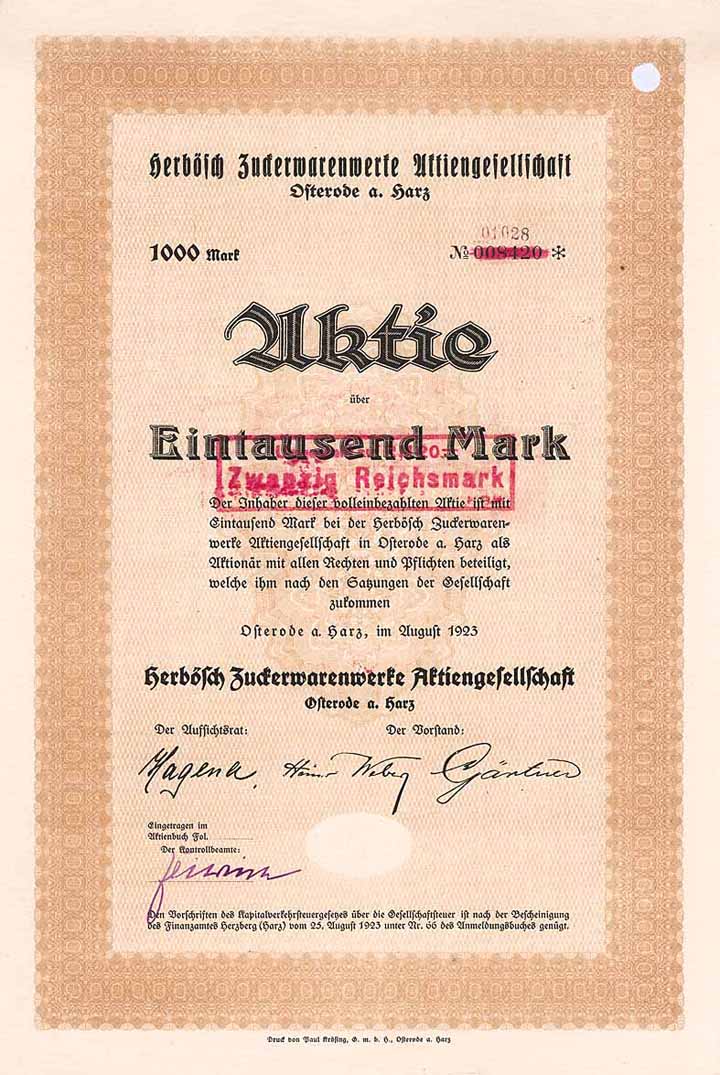 Herbösch Zuckerwarenwerke Aktiengesellschaft
Osterode a. Harz
01028
1000 Mark № 008420 *
Aktie
über
Eintausend Mark
Zwanzig Reichsmark
Der Inhaber dieser volleinbezahlten Aktie ist mit
Eintausend Mark bei der Herbösch Zuckerwaren-
werke Aktiengesellschaft in Osterode a. Harz als
Aktionär mit allen Rechten und Pflichten beteiligt,
welche ihm nach den Satzungen der Gesellschaft
zukommen
Osterode a. Harz, im August 1923
Herbösch Zuckerwarenwerke Aktiengesellschaft
Osterode a. Harz
Der Aufsichtsrat: Der Vorstand:
Hagena. Weberg Gärtner
Eingetragen im
Aktienbuch Fol.
Der Kontrollbeamte:
Den Vorschriften des Kapitalverkehrsteuergesetzes über die Gesellschaftsteuer ist nach der Bescheinigung
des Finanzamtes Herzberg (Harz) vom 25. August 1923 unter Nr. 66 des Anmeldungsbuches genügt.
Druck von Paul Krösing, G. m. b. H., Osterode a. Harz